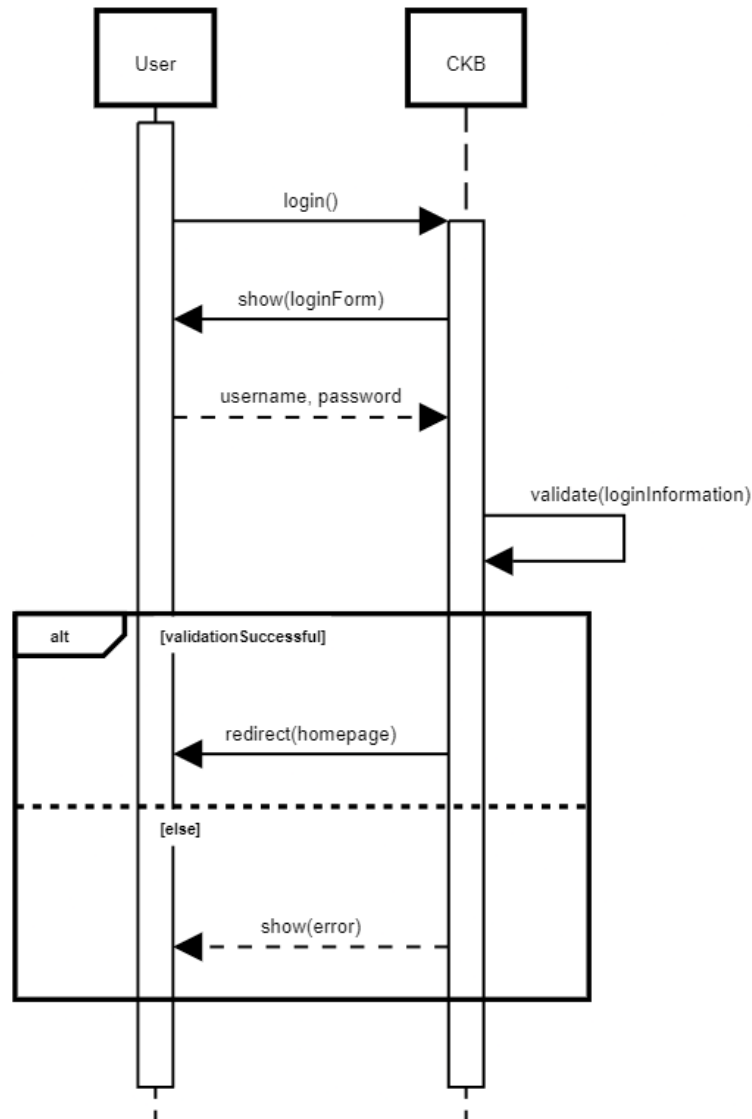 User
CKB
login()
show(loginForm)
username, password
validate(loginInformation)
alt
[validationSuccessful]
redirect(homepage)
[else]
show(error)